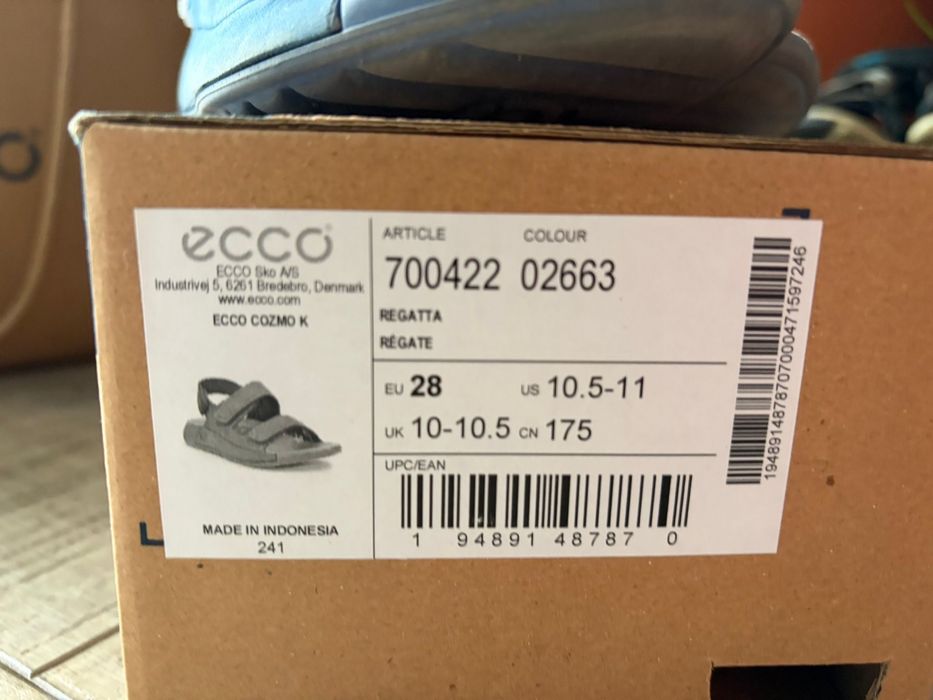 ecco
ECCO Sko A/S
Industrivej 5, 6261 Bredebro, Denmark
www.ecco.com
ECCO COZMO K
MADE IN INDONESIA
241
ARTICLE COLOUR
700422 02663
REGATTA
RÉGATE
EU 28 US 10.5-11
UK 10-10.5 CN 175
UPC/EAN
1 94891 48787 0
19489148787070004715​97246